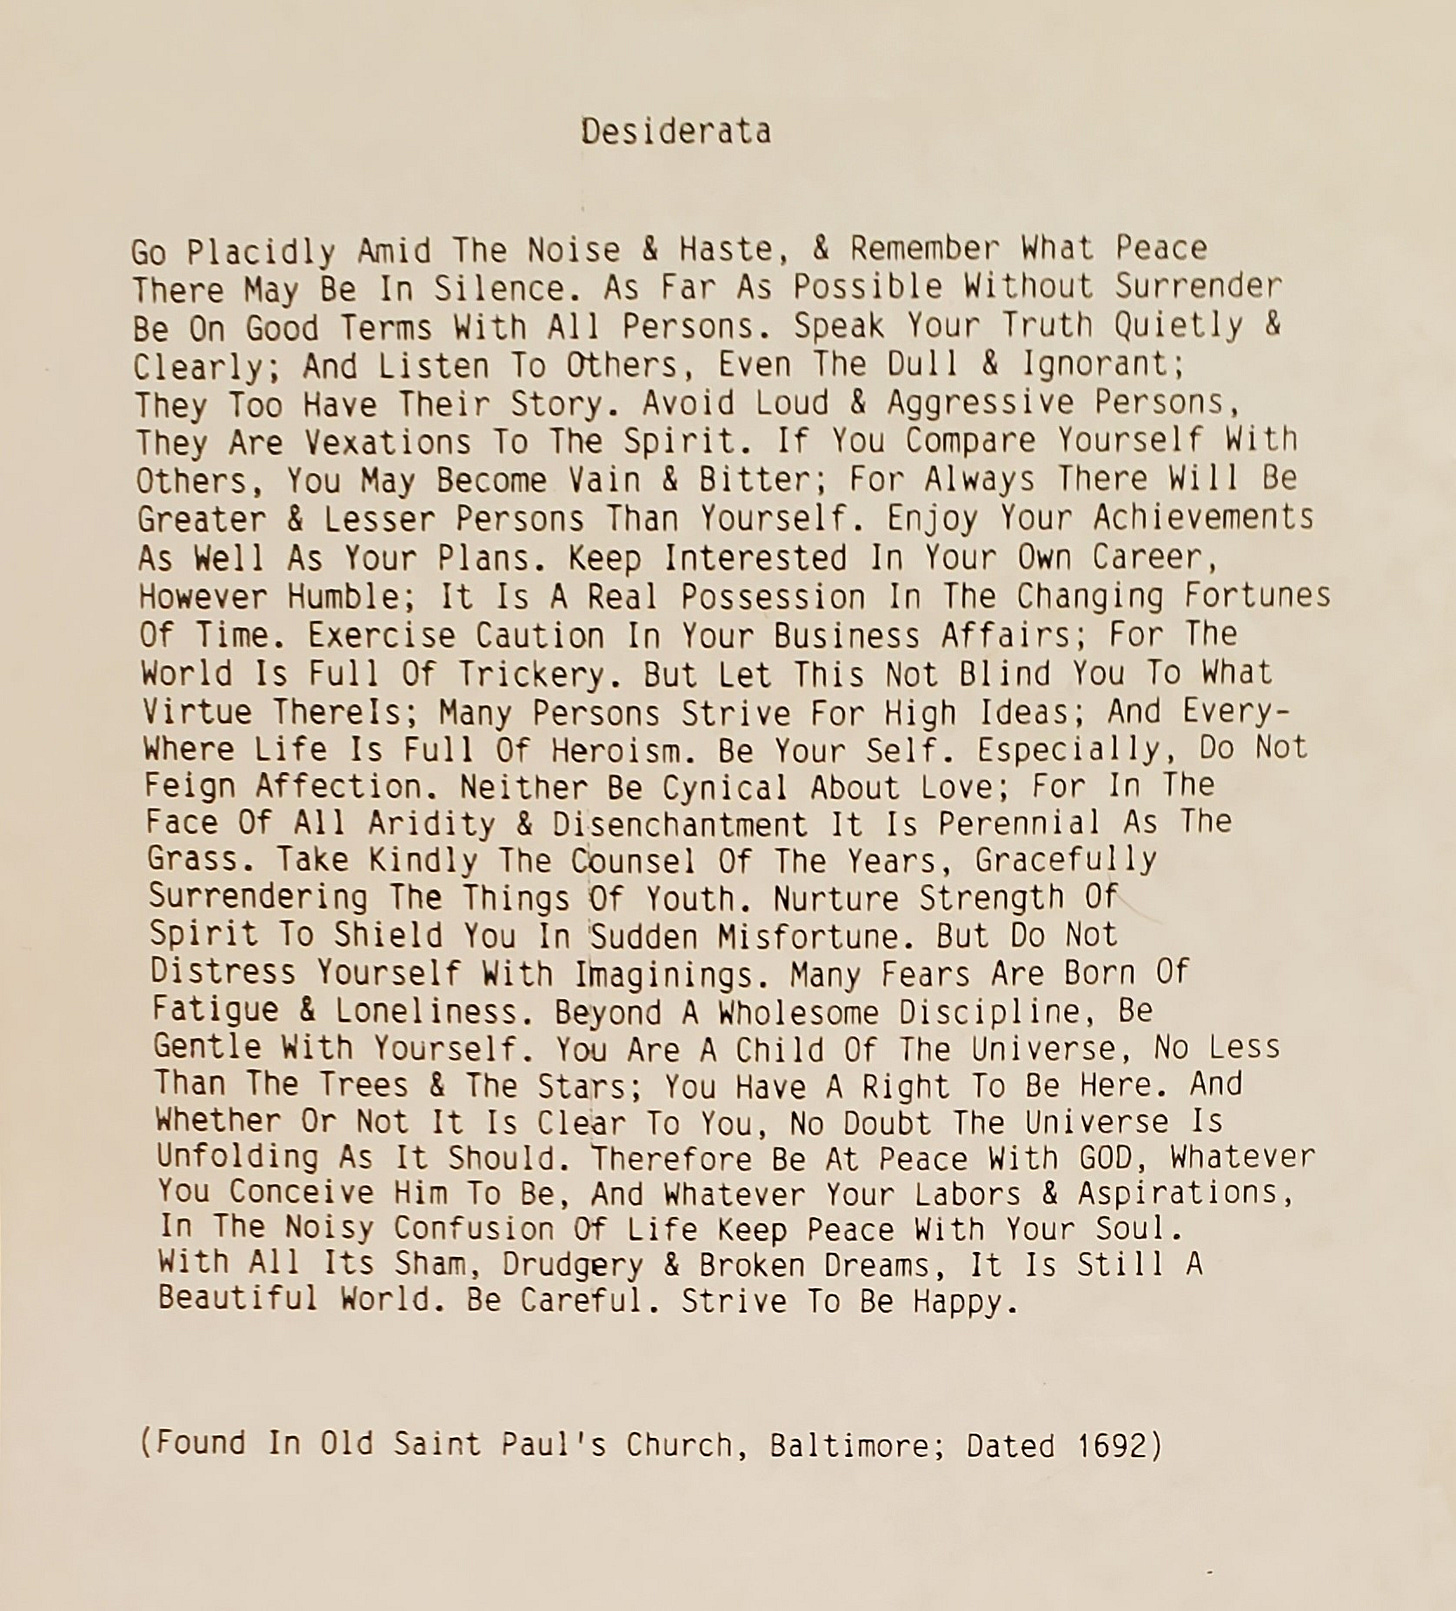 Desiderata
Go Placidly Amid The Noise & Haste, & Remember What Peace
There May Be In Silence. As Far As Possible Without Surrender
Be On Good Terms With All Persons. Speak Your Truth Quietly &
Clearly; And Listen To Others, Even The Dull & Ignorant;
They Too Have Their Story. Avoid Loud & Aggressive Persons,
They Are Vexations To The Spirit. If You Compare Yourself With
Others, You May Become Vain & Bitter; For Always There Will Be
Greater & Lesser Persons Than Yourself. Enjoy Your Achievements
As Well As Your Plans. Keep Interested In Your Own Career,
However Humble; It Is A Real Possession In The Changing Fortunes
Of Time. Exercise Caution In Your Business Affairs; For The
World Is Full Of Trickery. But Let This Not Blind You To What
Virtue ThereIs; Many Persons Strive For High Ideas; And Every-
Where Life Is Full Of Heroism. Be Your Self. Especially, Do Not
Feign Affection. Neither Be Cynical About Love; For In The
Face Of All Aridity & Disenchantment It Is Perennial As The
Grass. Take Kindly The Counsel Of The Years, Gracefully
Surrendering The Things Of Youth. Nurture Strength Of
Spirit To Shield You In Sudden Misfortune. But Do Not
Distress Yourself With Imaginings. Many Fears Are Born Of
Fatigue & Loneliness. Beyond A Wholesome Discipline, Be
Gentle With Yourself. You Are A Child Of The Universe, No Less
Than The Trees & The Stars; You Have A Right To Be Here. And
Whether Or Not It Is Clear To You, No Doubt The Universe Is
Unfolding As It Should. Therefore Be At Peace With GOD, Whatever
You Conceive Him To Be, And Whatever Your Labors & Aspirations,
In The Noisy Confusion Of Life Keep Peace With Your Soul.
With All Its Sham, Drudgery & Broken Dreams, It Is Still A
Beautiful World. Be Careful. Strive To Be Happy.
(Found In Old Saint Paul's Church, Baltimore; Dated 1692)